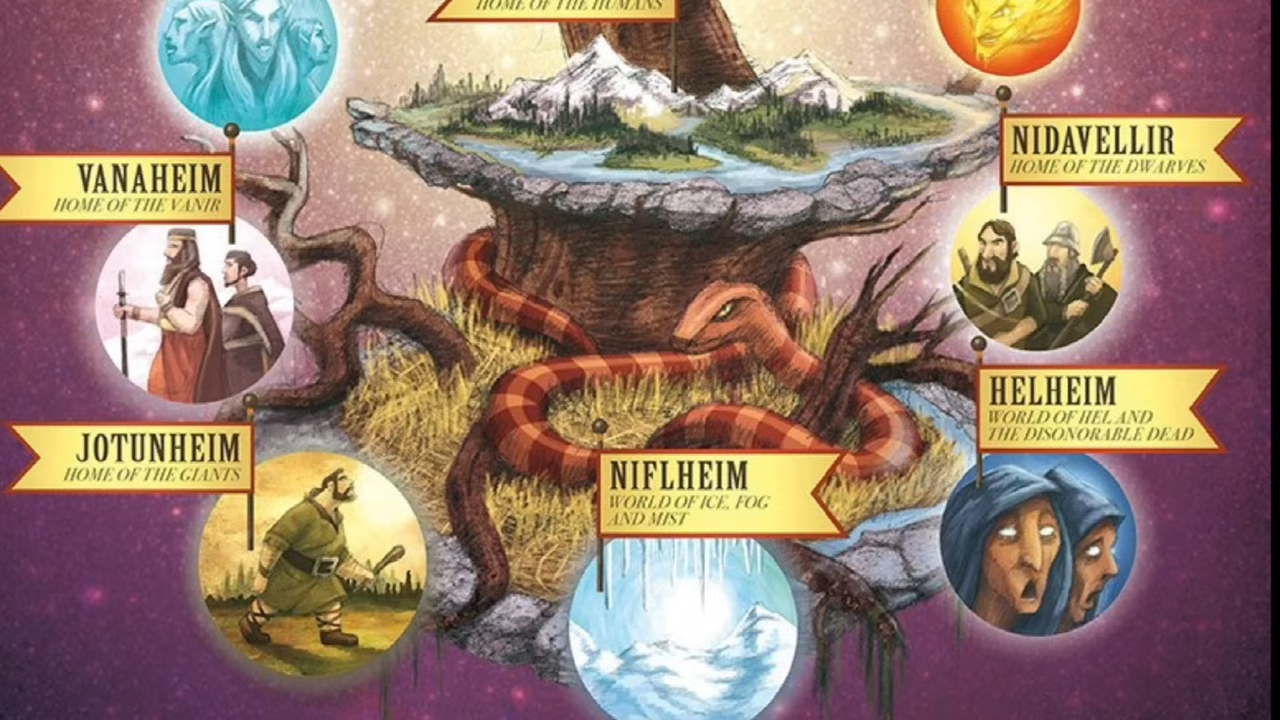 HOME OF THE HUMANS
NIDAVELLIR
HOME OF THE DWARVES
VANAHEIM
HOME OF THE VANIR
HELHEIM
WORLD OF HEL AND
THE DISONORABLE DEAD
JOTUNHEIM
HOME OF THE GIANTS
NIFLHEIM
WORLD OF ICE, FOG
AND MIST